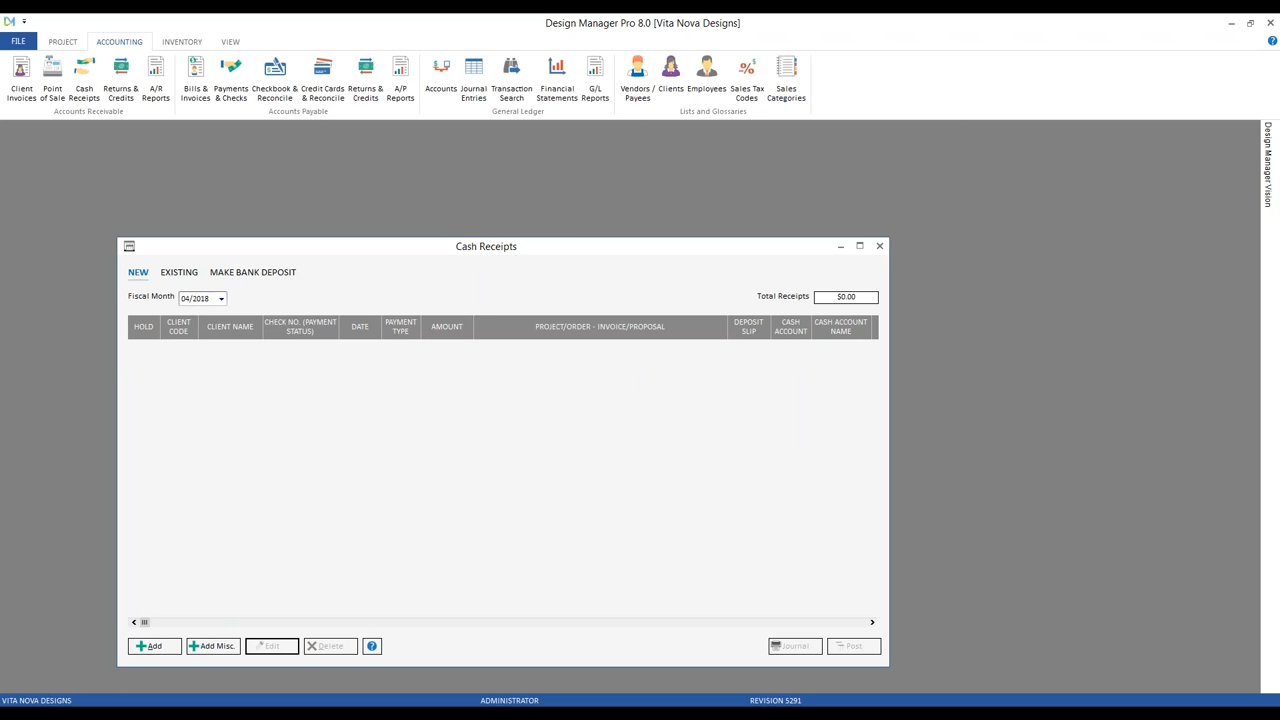 Design Manager Pro 8.0 [Vita Nova Designs]
FILE PROJECT ACCOUNTING INVENTORY VIEW
Client Invoices
Point of Sale
Cash Receipts
Returns & Credits
A/R Reports
Accounts Receivable
Bills & Invoices
Payments & Checks
Checkbook & Reconcile
Credit Cards & Reconcile
Returns & Credits
A/P Reports
Accounts Payable
Accounts
Journal Entries
Transaction Search
Financial Statements
G/L Reports
General Ledger
Vendors / Payees
Clients
Employees
Sales Tax Codes
Sales Categories
Lists and Glossaries
Design Manager Vision
Cash Receipts
NEW EXISTING MAKE BANK DEPOSIT
Fiscal Month 04/2018
Total Receipts $0.00
HOLD
CLIENT CODE
CLIENT NAME
CHECK NO. (PAYMENT STATUS)
DATE
PAYMENT TYPE
AMOUNT
PROJECT/ORDER - INVOICE/PROPOSAL
DEPOSIT SLIP
CASH ACCOUNT
CASH ACCOUNT NAME
Add Add Misc. Edit Delete ? Journal Post
VITA NOVA DESIGNS ADMINISTRATOR REVISION 5291